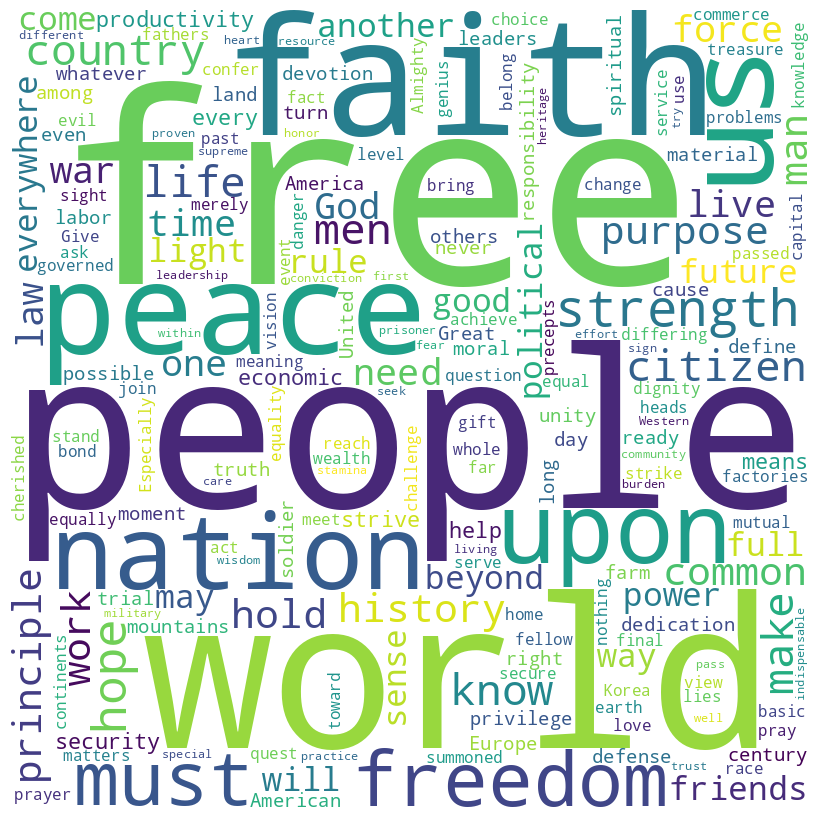 come productivity another choice commerce
different fathers heart resource leaders faith force
country whatever confer devotion Almighty genius belong spiritual treasure us
among every fact land turn service try use knowledge
evil even proven past supreme honor free responsibility heritage problems man
everywhere war life level bring change material
sight merely America God men others live
labor Give time danger never purpose capital passed
law ask governed light event rule political future
leadership conviction first cause
peace vision United good precepts strength
within prisoner achieve effort differing
one meaning fear Great moral sign define
possible economic need question equal citizen
join seek dignity
people
stand bond Especially equality reach gift unity day heads Western
cherished truth wealth whole ready community
care stamina challenge far long strike means
equally moment meet strive burden factories
nation act soldier help upon mutual full
wisdom living serve
principle work trial may beyond farm common
military hold history home nothing power make
hope mountains sense fellow dedication indispensable
continents right final way pass
world know secure Korea view
toward privilege earth lies basic
security love well pray
matters quest Europe defense century
special practice summoned race trust
prayer must American will freedom friends